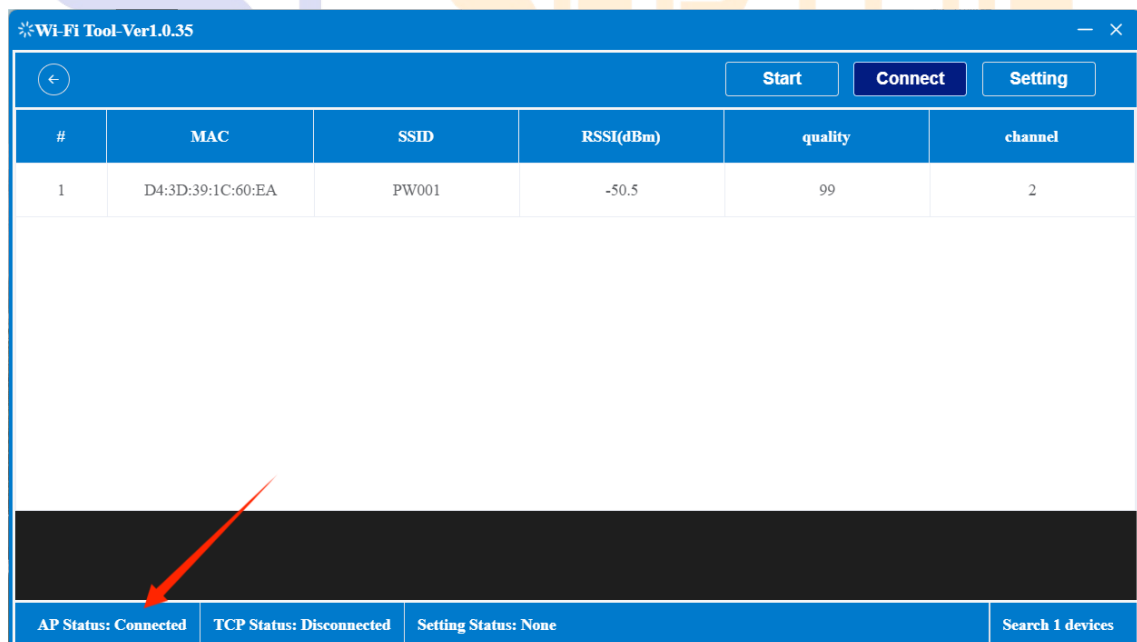 Wi-Fi Tool-Ver1.0.35
Start Connect Setting
# MAC SSID RSSI(dBm) quality channel
1 D4:3D:39:1C:60:EA PW001 -50.5 99 2
AP Status: Connected TCP Status: Disconnected Setting Status: None Search 1 devices